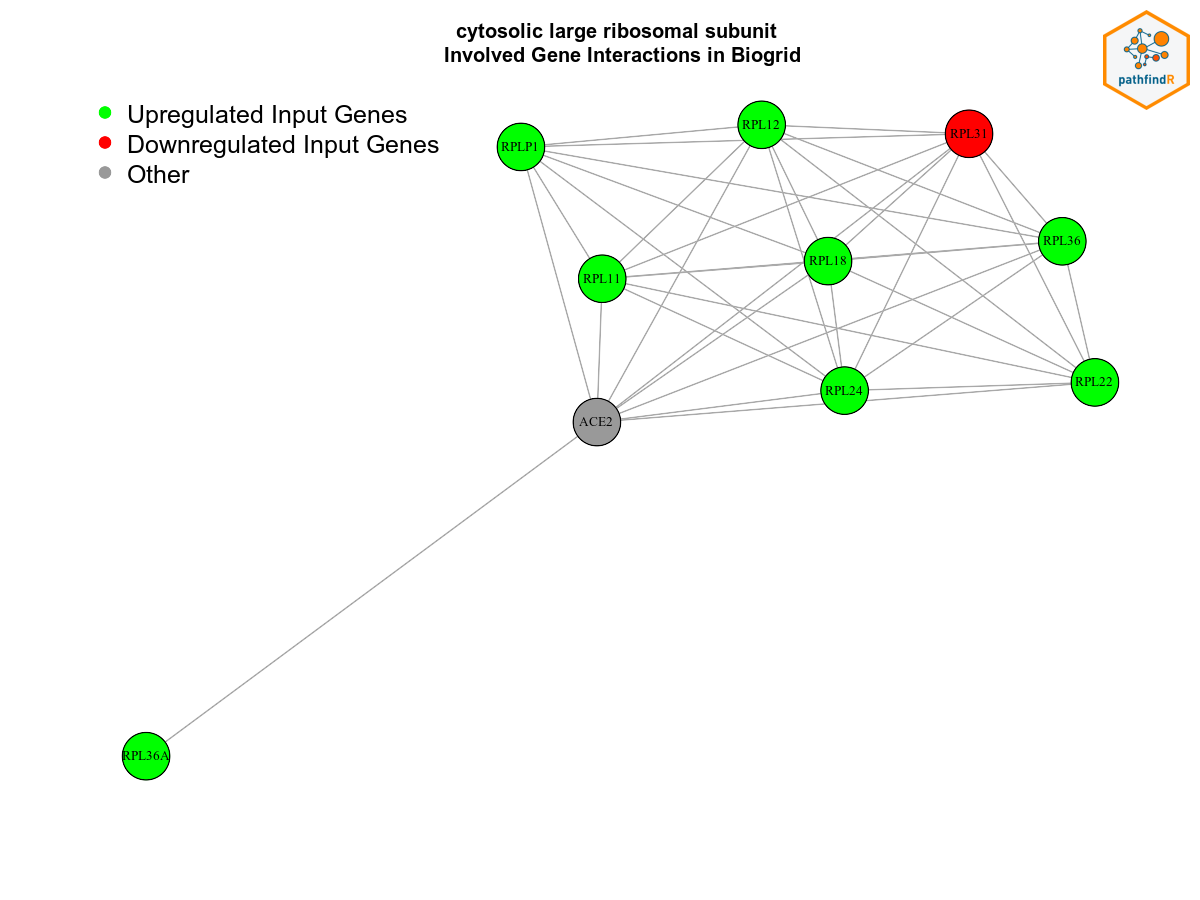 cytosolic large ribosomal subunit
Involved Gene Interactions in Biogrid
pathfindR
Upregulated Input Genes
Downregulated Input Genes
Other
RPLP1
RPL12
RPL31
RPL36
RPL18
RPL11
RPL22
RPL24
ACE2
RPL36A